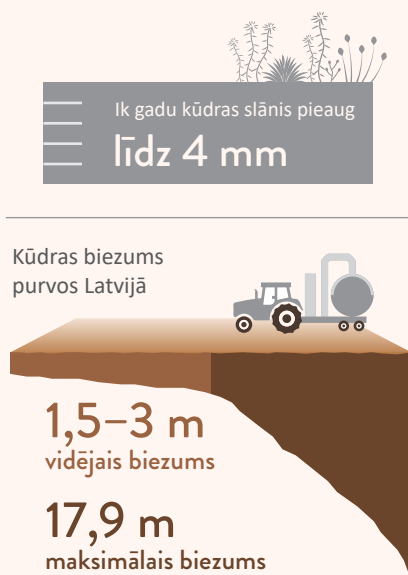 Ik gadu kūdras slānis pieaug
līdz 4 mm
Kūdras biezums
purvos Latvijā
1,5–3 m
vidējais biezums
17,9 m
maksimālais biezums